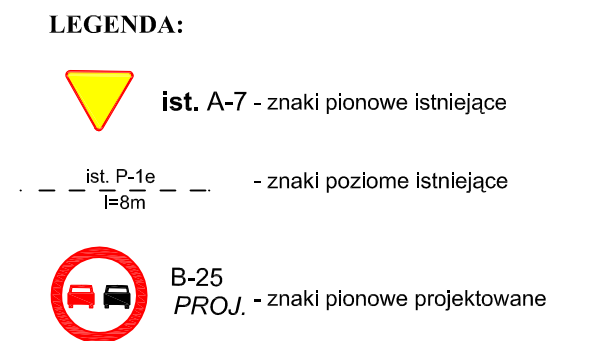 LEGENDA:
ist. A-7 - znaki pionowe istniejące
ist. P-1e
l=8m
- znaki poziome istniejące
B-25
PROJ. - znaki pionowe projektowane